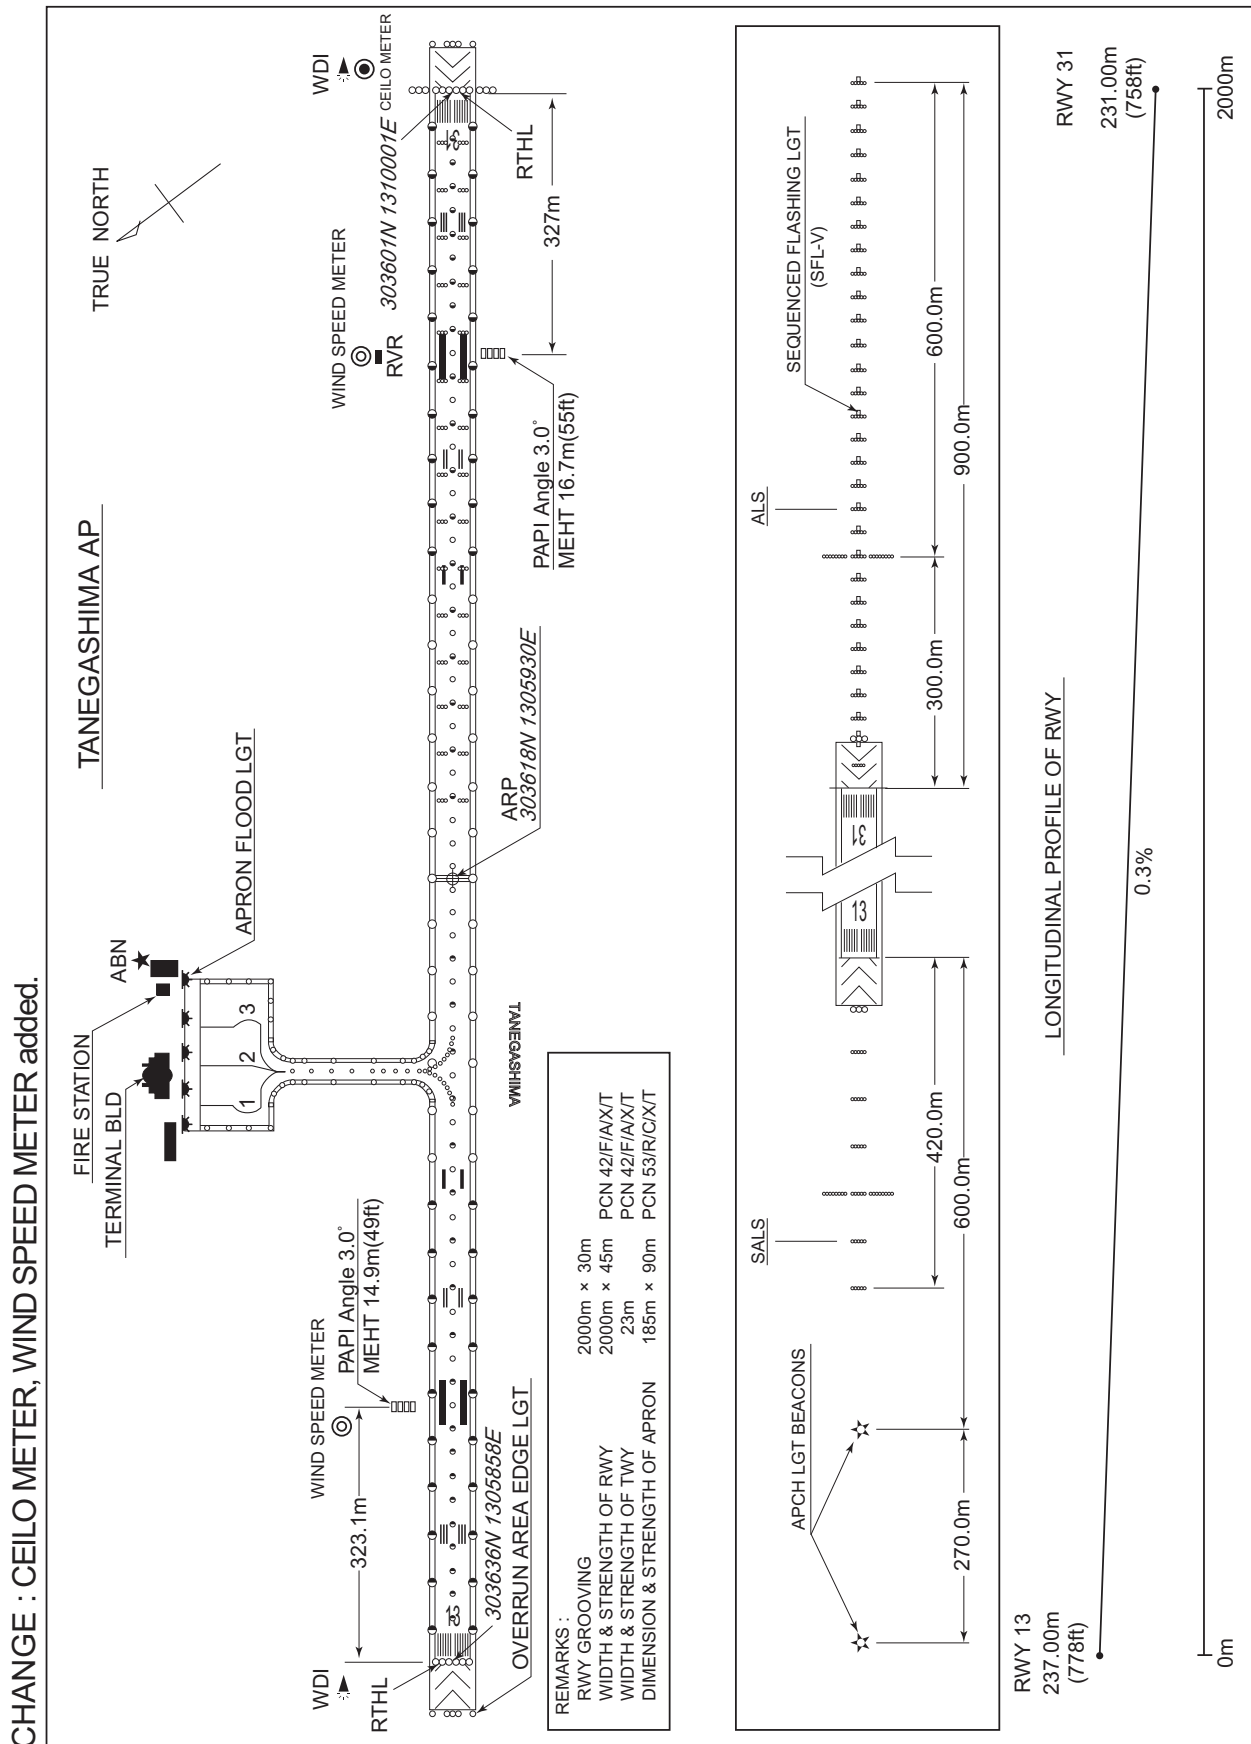 CHANGE : CEILO METER, WIND SPEED METER added.
TANEGASHIMA AP
TRUE NORTH
FIRE STATION
TERMINAL BLD
ABN
APRON FLOOD LGT
1
2
3
WDI
WIND SPEED METER
PAPI Angle 3.0°
MEHT 14.9m(49ft)
323.1m
RTHL
303636N 1305858E
OVERRUN AREA EDGE LGT
13
TANEGASHIMA
ARP
303618N 1305930E
WIND SPEED METER
RVR
303601N 1310001E
WDI
CEILO METER
31
RTHL
327m
PAPI Angle 3.0°
MEHT 16.7m(55ft)
REMARKS :
RWY GROOVING 2000m × 30m
WIDTH & STRENGTH OF RWY 2000m × 45m PCN 42/F/A/X/T
WIDTH & STRENGTH OF TWY 23m PCN 42/F/A/X/T
DIMENSION & STRENGTH OF APRON 185m × 90m PCN 53/R/C/X/T
APCH LGT BEACONS
SALS
ALS
SEQUENCED FLASHING LGT
(SFL-V)
13
31
420.0m
300.0m
600.0m
270.0m
600.0m
900.0m
LONGITUDINAL PROFILE OF RWY
RWY 13
237.00m
(778ft)
0.3%
RWY 31
231.00m
(758ft)
0m
2000m